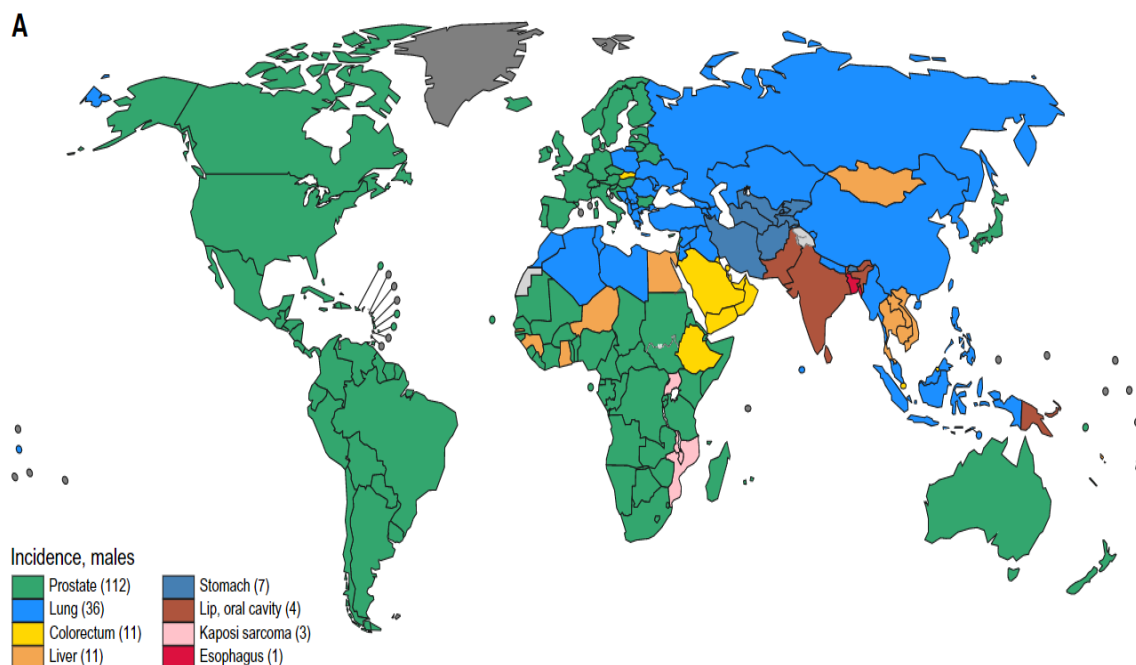 A
Incidence, males
Prostate (112)
Lung (36)
Colorectum (11)
Liver (11)
Stomach (7)
Lip, oral cavity (4)
Kaposi sarcoma (3)
Esophagus (1)